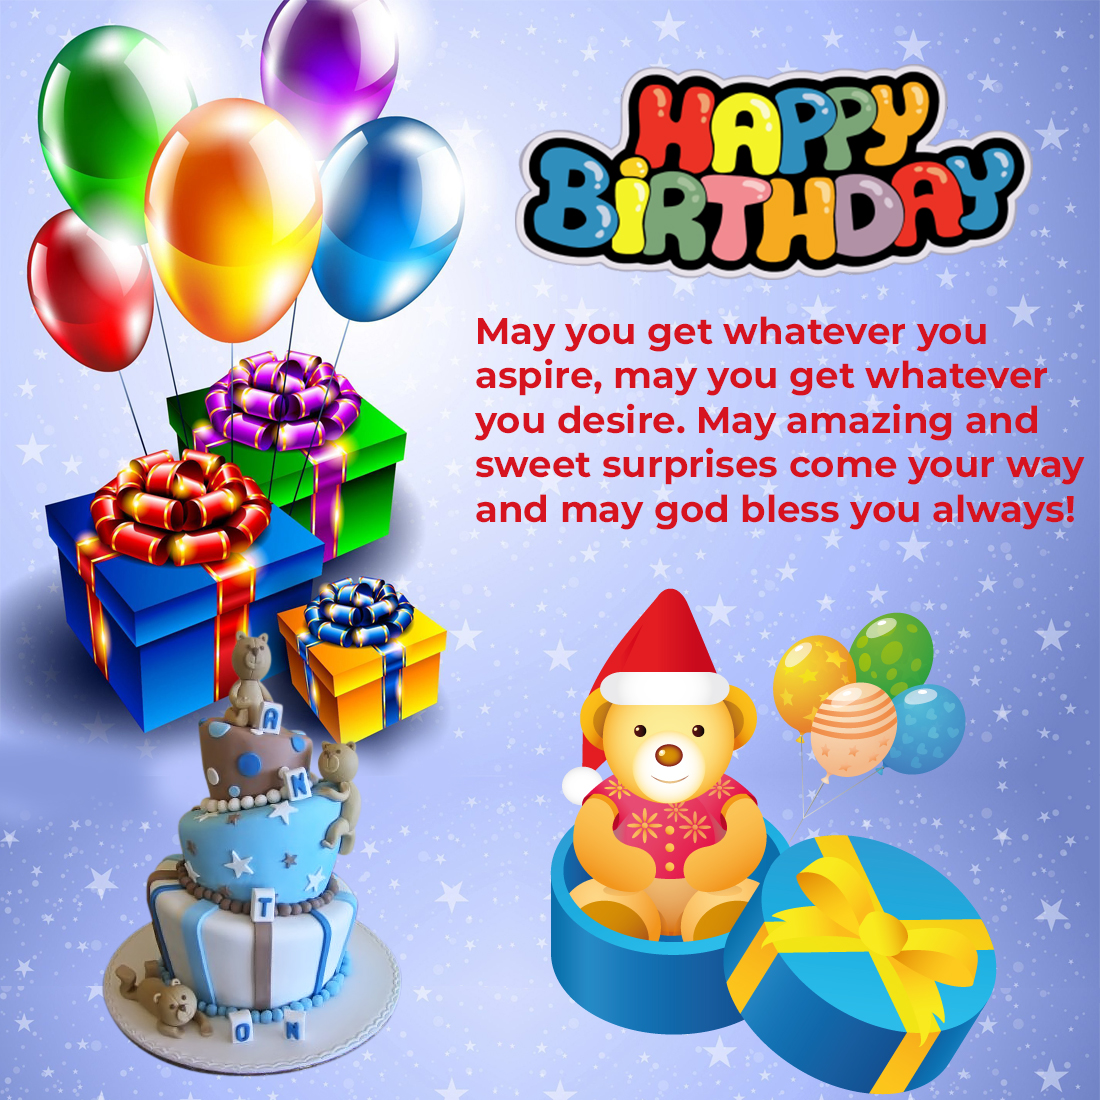 HAPPY
BiRTHDAY
May you get whatever you
aspire, may you get whatever
you desire. May amazing and
sweet surprises come your way
and may god bless you always!
A
N
T
O N